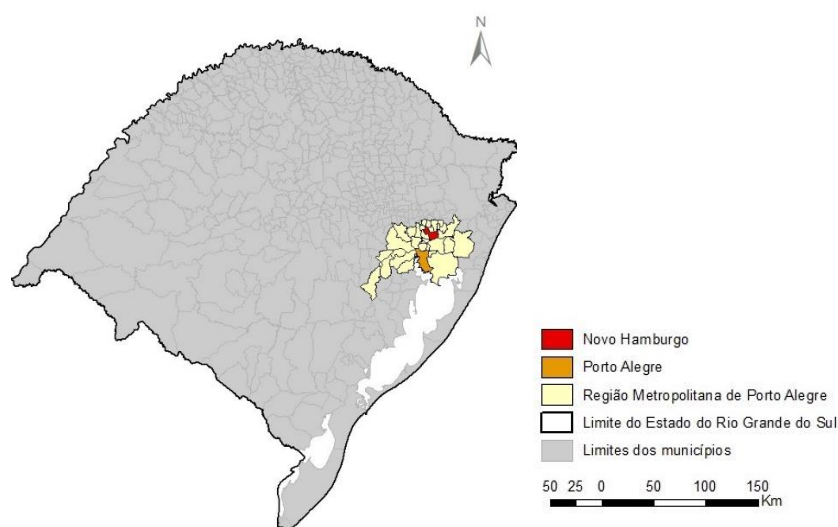 N
Novo Hamburgo
Porto Alegre
Região Metropolitana de Porto Alegre
Limite do Estado do Rio Grande do Sul
Limites dos municípios
50 25 0 50 100 150
Km